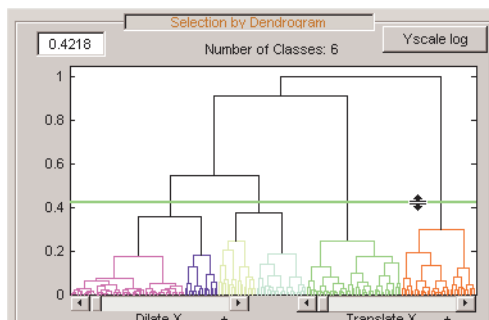 Selection by Dendrogram
0.4218
Number of Classes: 6
Yscale log
1
0.8
0.6
0.4
0.2
0
Dilate X +
Translate X +